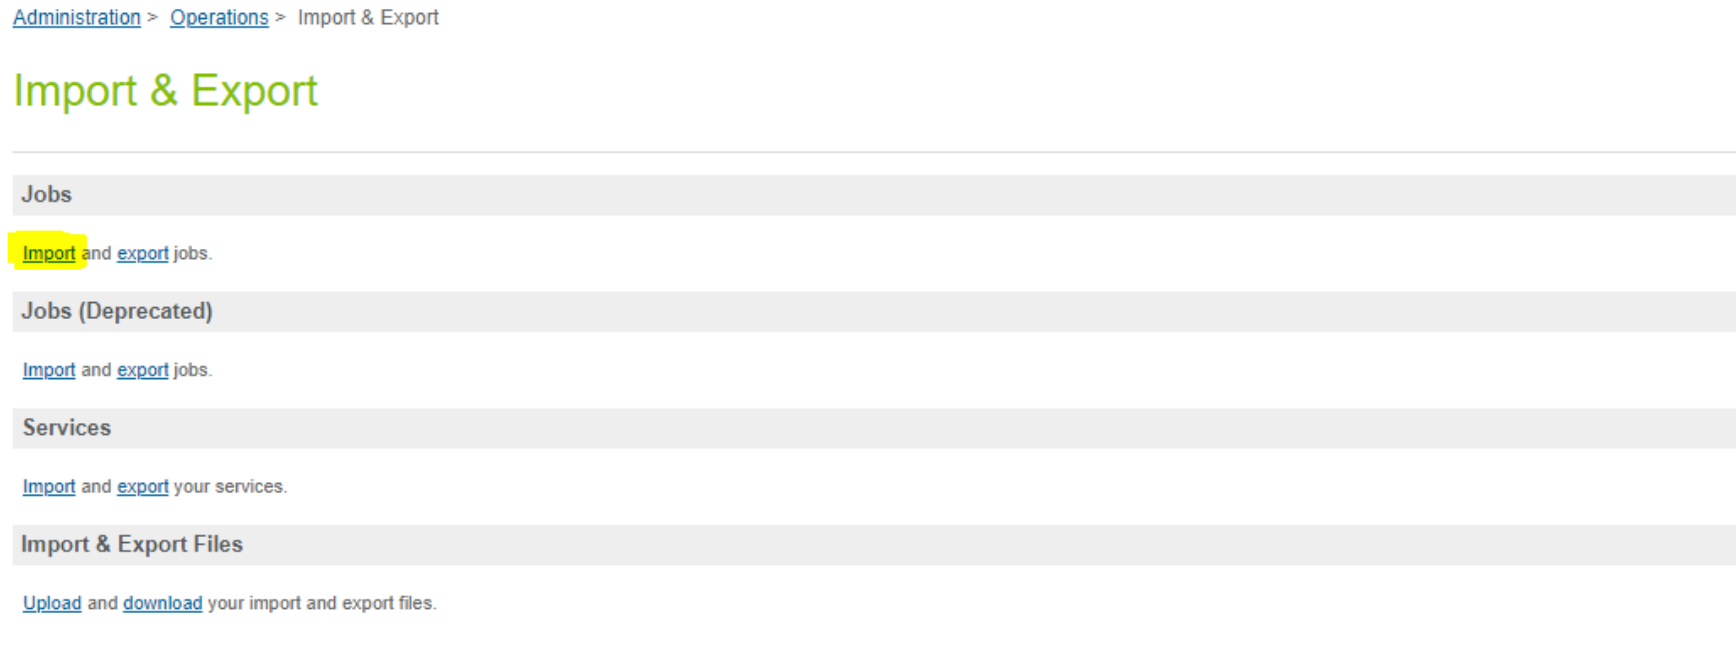 Administration > Operations > Import & Export
Import & Export
Jobs
Import and export jobs.
Jobs (Deprecated)
Import and export jobs.
Services
Import and export your services.
Import & Export Files
Upload and download your import and export files.